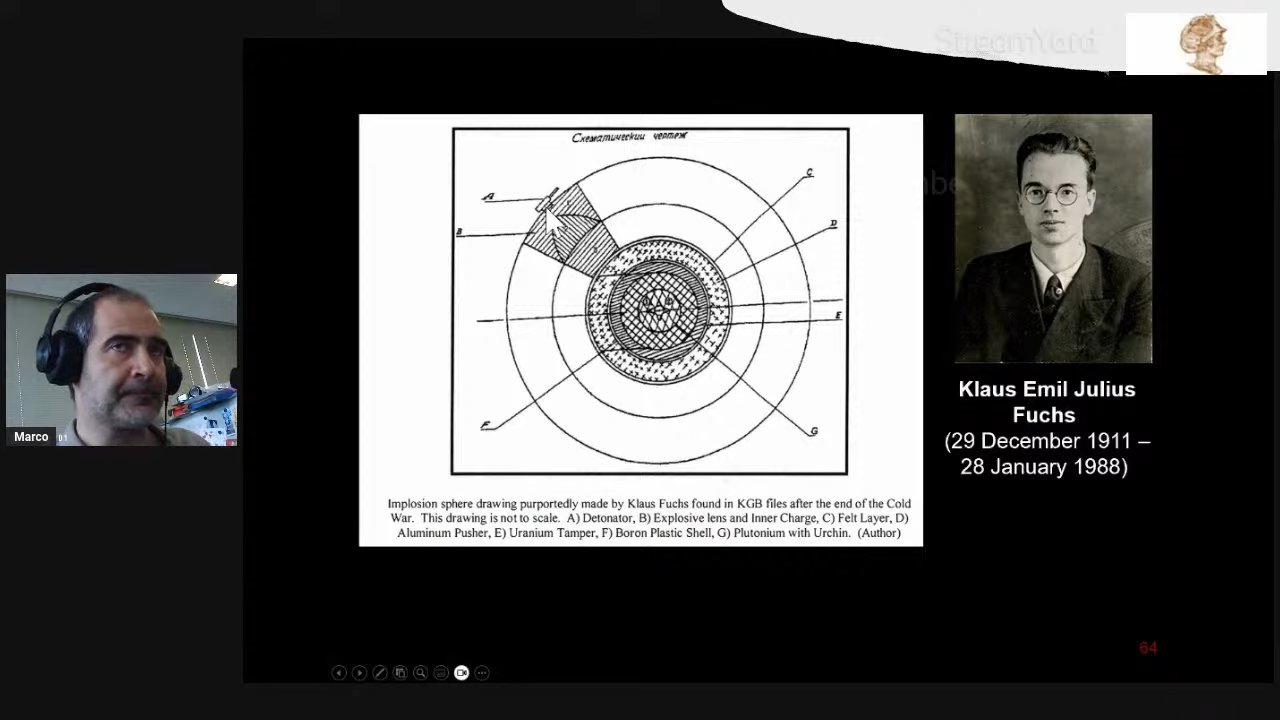 StreamYard
Схематический чертеж
A
B
C
D
E
F
G
Implosion sphere drawing purportedly made by Klaus Fuchs found in KGB files after the end of the Cold
War. This drawing is not to scale. A) Detonator, B) Explosive lens and Inner Charge, C) Felt Layer, D)
Aluminum Pusher, E) Uranium Tamper, F) Boron Plastic Shell, G) Plutonium with Urchin. (Author)
Klaus Emil Julius
Fuchs
(29 December 1911 –
28 January 1988)
Marco
64